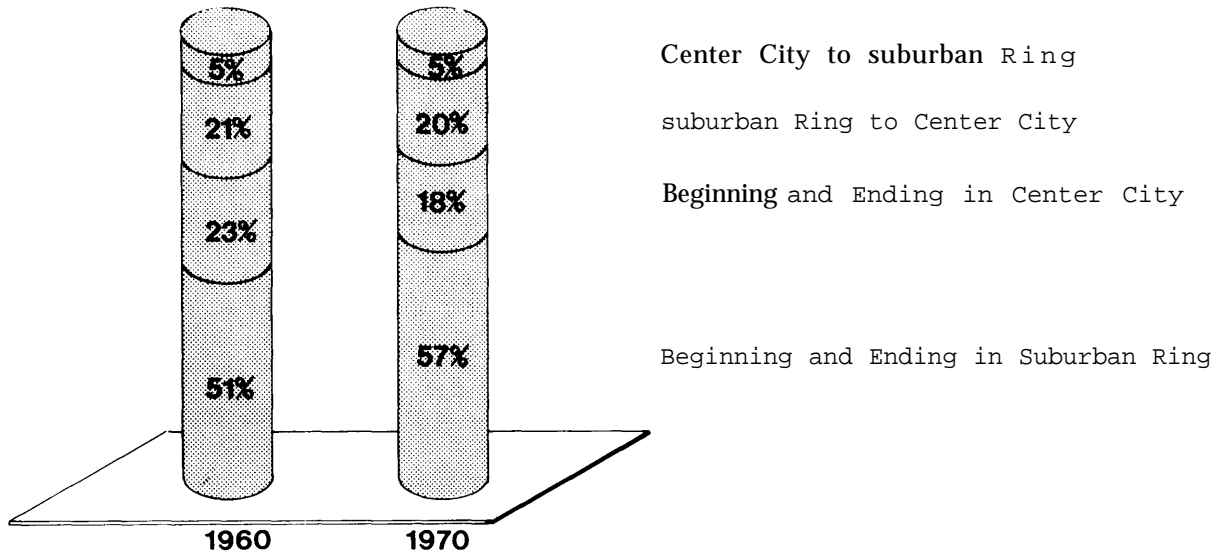 5%
5%
Center City to suburban Ring
21%
20%
suburban Ring to Center City
23%
18%
Beginning and Ending in Center City
51%
57%
Beginning and Ending in Suburban Ring
1960
1970